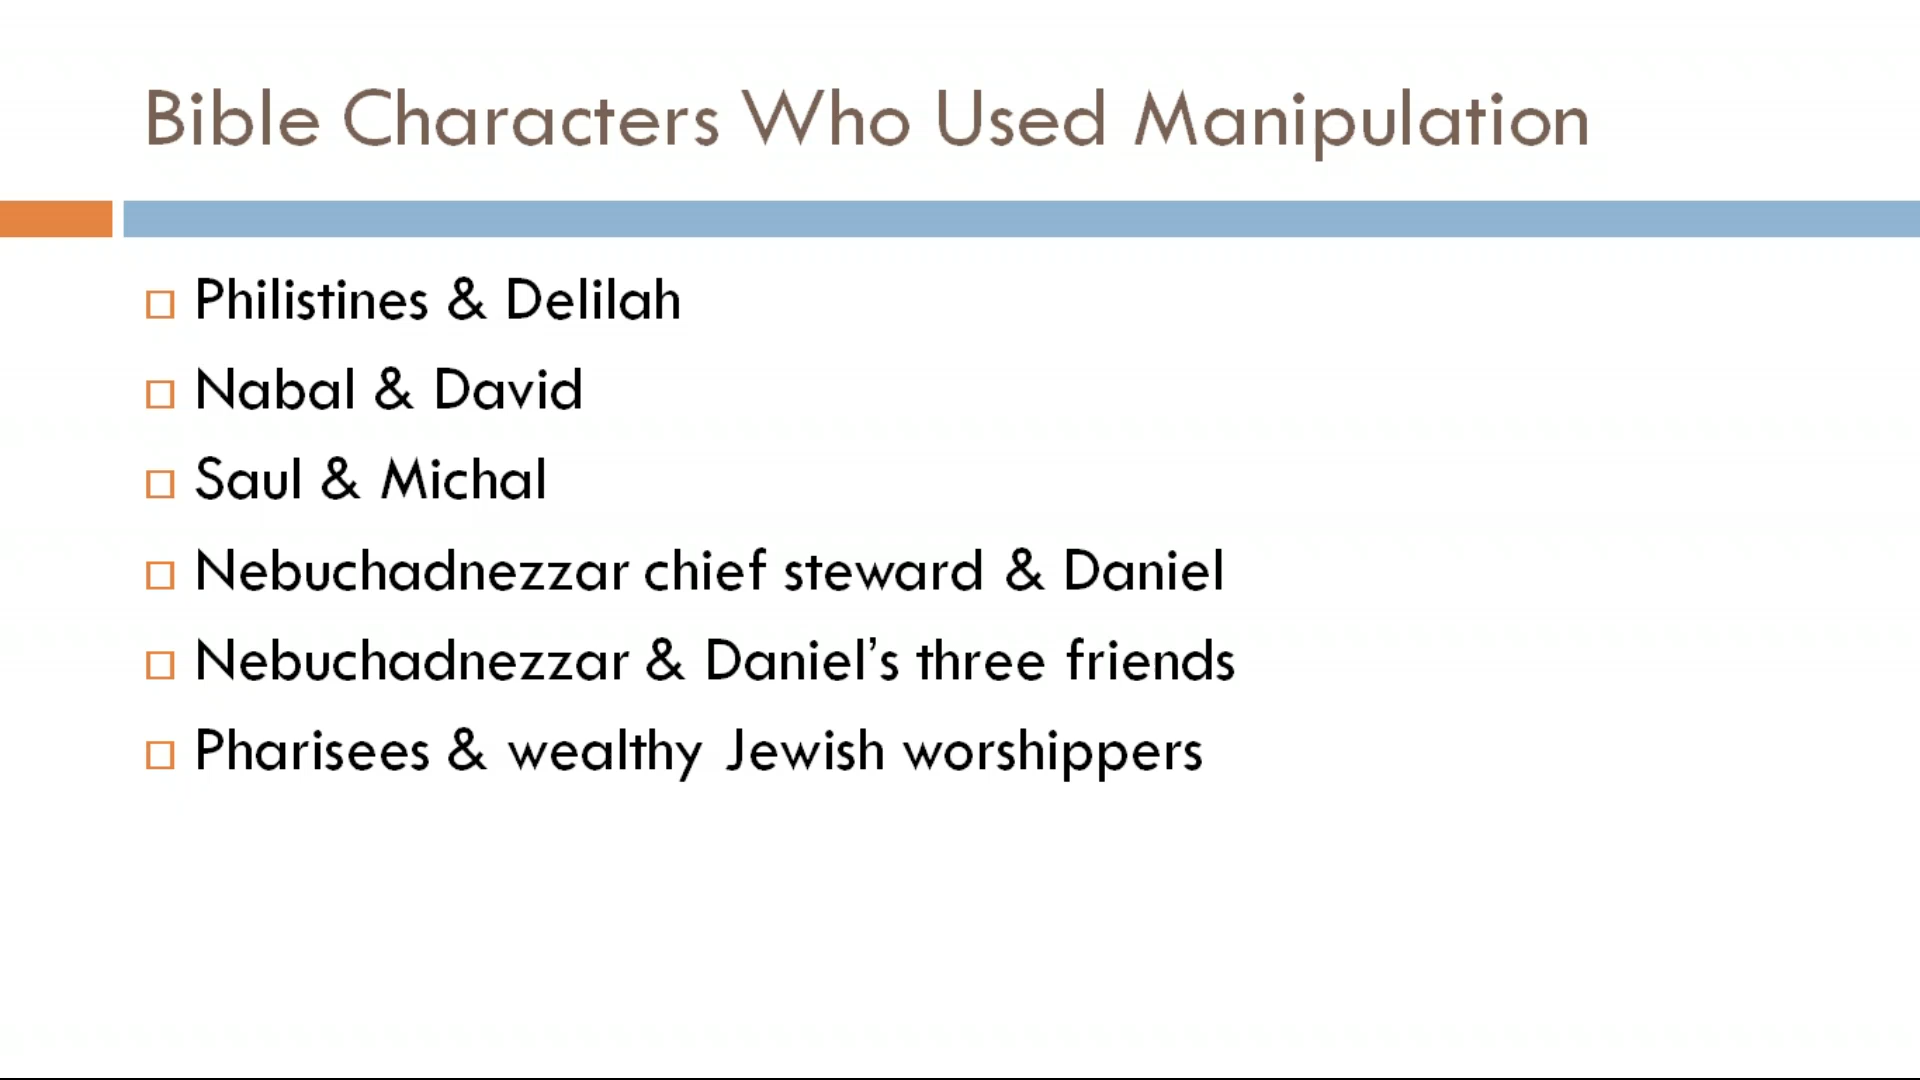 Bible Characters Who Used Manipulation
Philistines & Delilah
Nabal & David
Saul & Michal
Nebuchadnezzar chief steward & Daniel
Nebuchadnezzar & Daniel’s three friends
Pharisees & wealthy Jewish worshippers